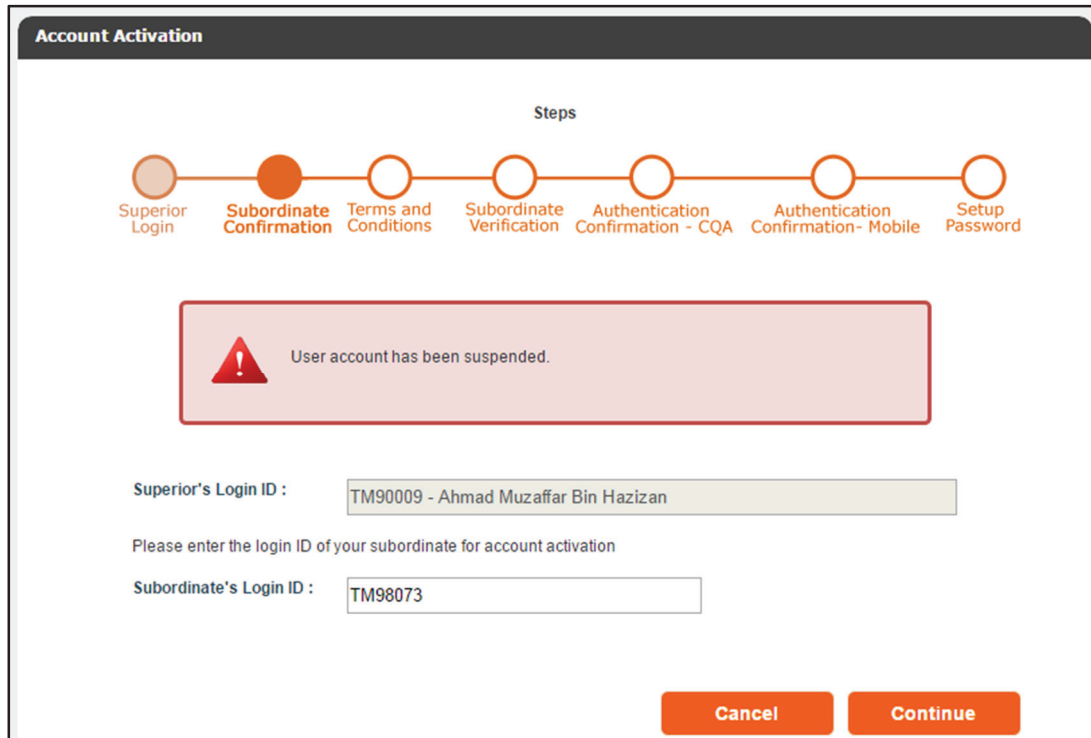 Account Activation
Steps
Superior Login
Subordinate Confirmation
Terms and Conditions
Subordinate Verification
Authentication Confirmation - CQA
Authentication Confirmation- Mobile
Setup Password
User account has been suspended.
Superior's Login ID : TM90009 - Ahmad Muzaffar Bin Hazizan
Please enter the login ID of your subordinate for account activation
Subordinate's Login ID : TM98073
Cancel Continue